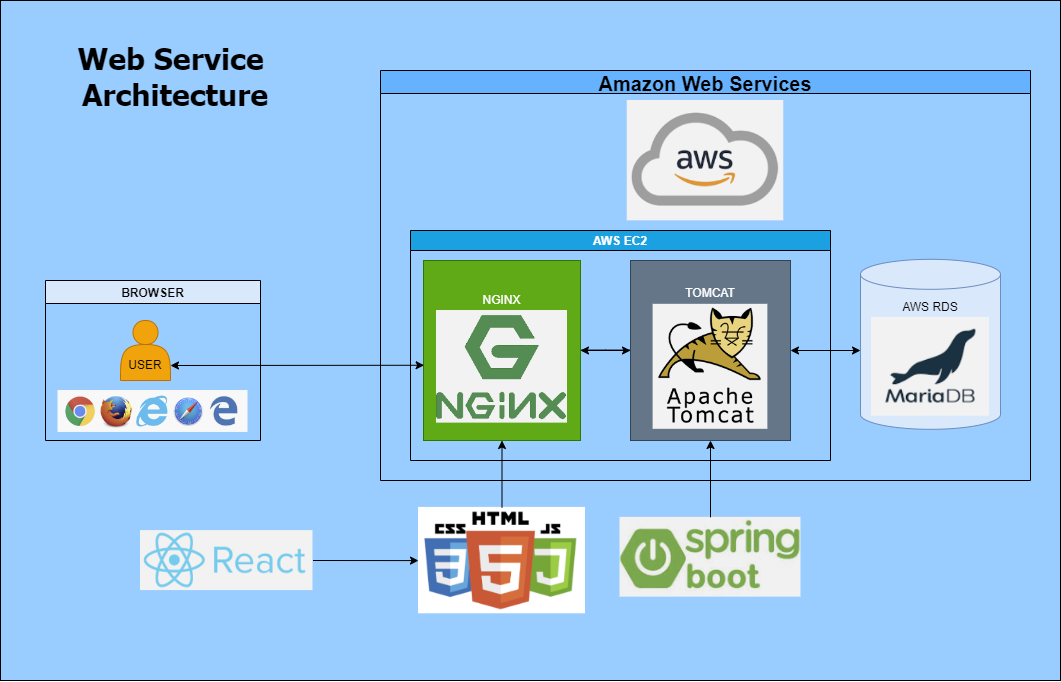 Web Service
Architecture
Amazon Web Services
aws
AWS EC2
BROWSER
USER
NGINX
NGiNX
TOMCAT
Apache
Tomcat
AWS RDS
MariaDB
React
HTML
CSS
JS
3
5
spring
boot